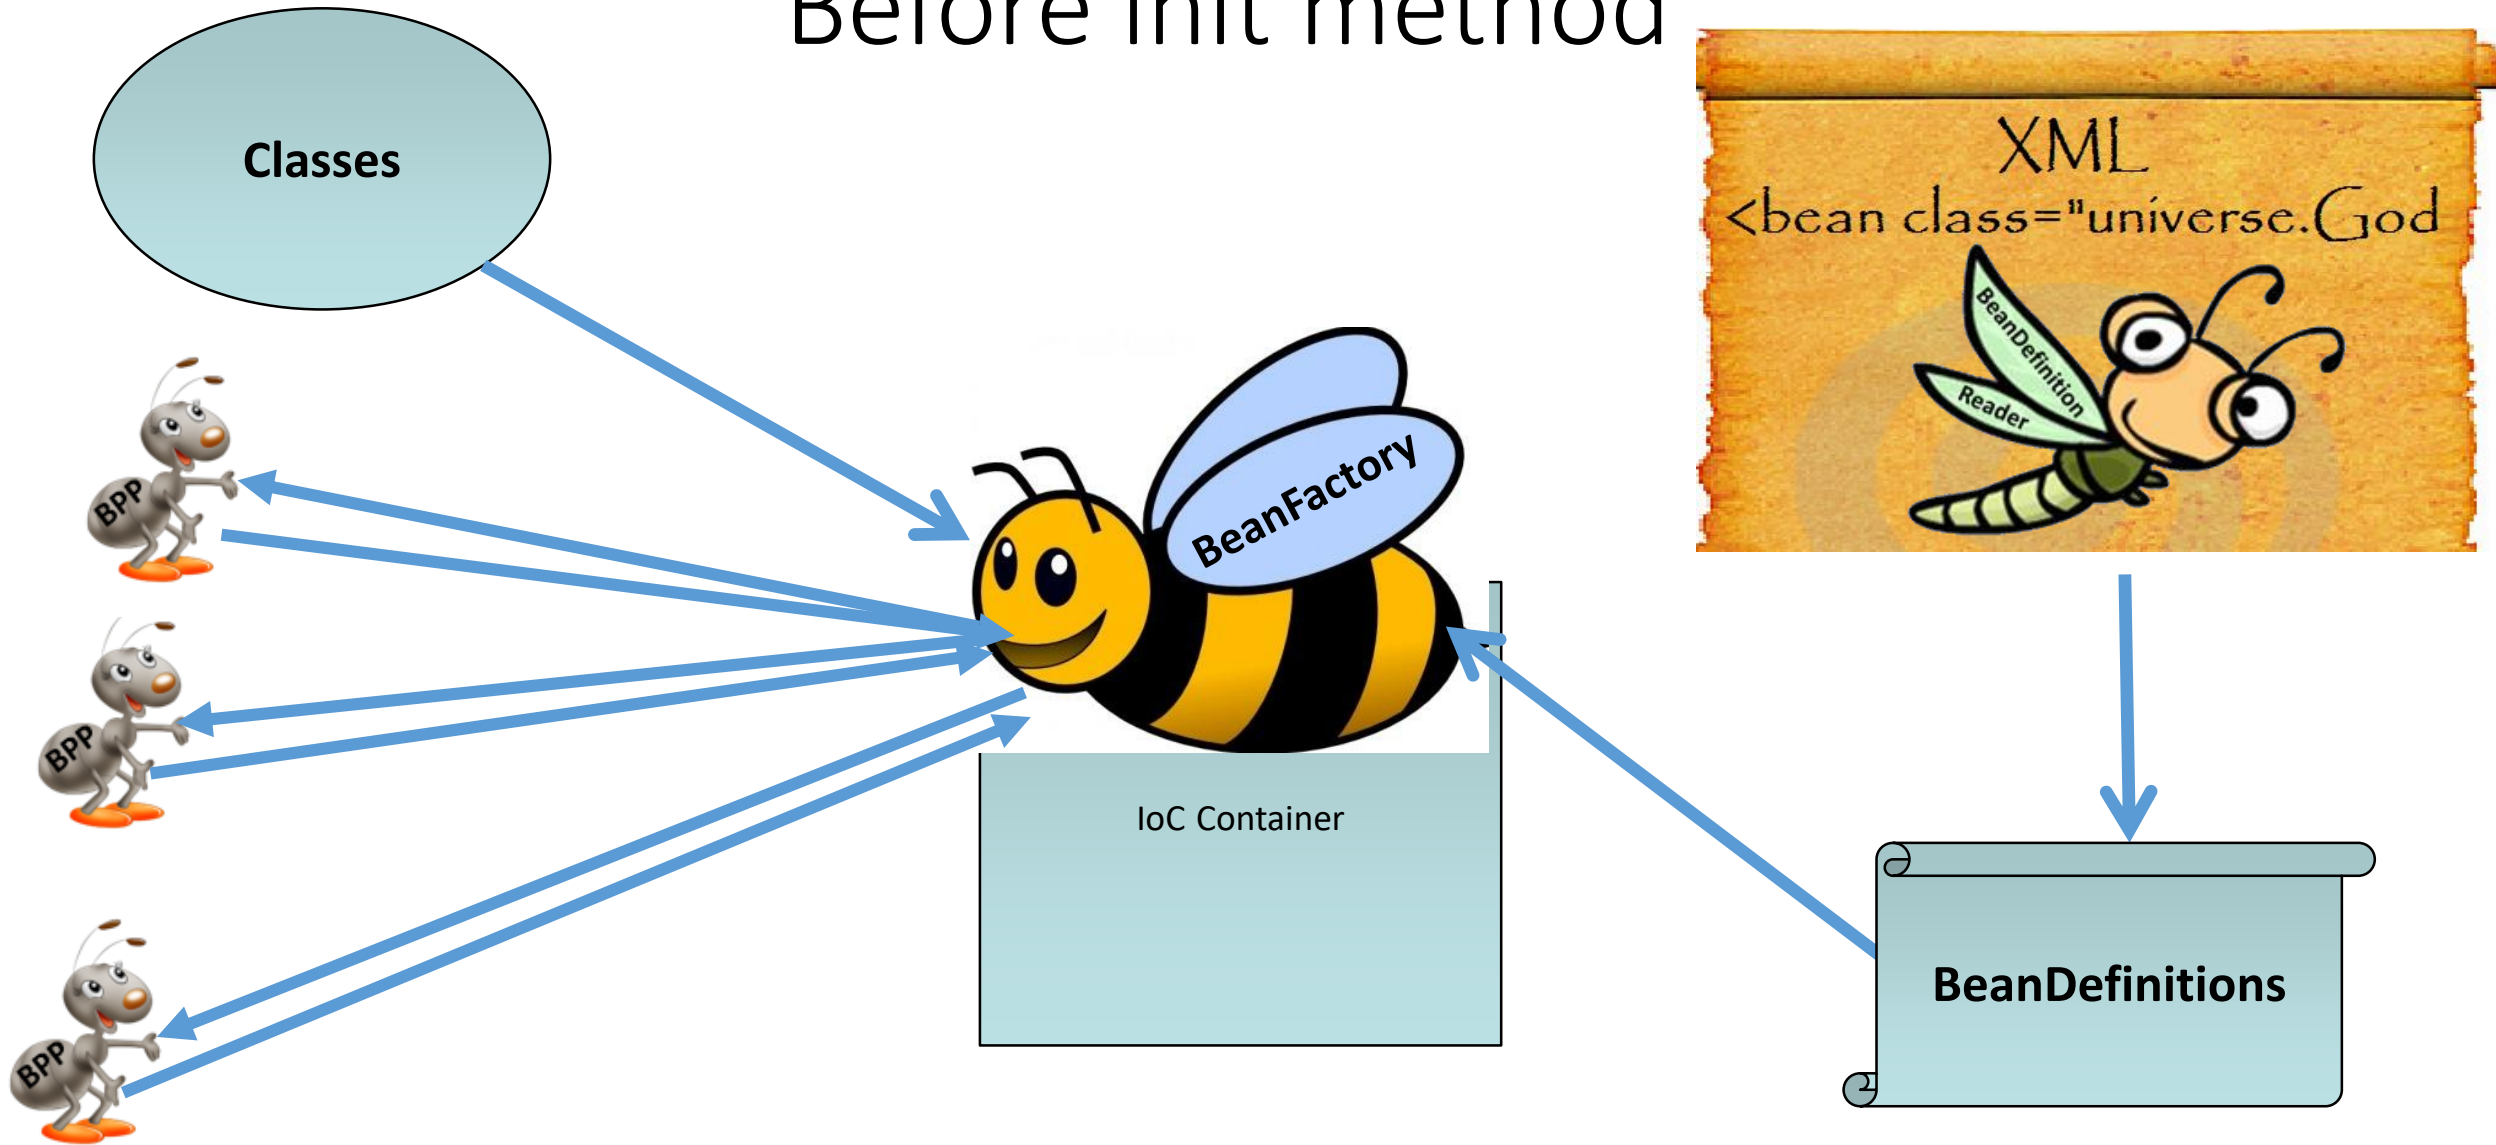 Before init method
Classes
XML
<bean class="universe.God
BeanDefinition
Reader
BeanFactory
BPP
BPP
BPP
IoC Container
BeanDefinitions